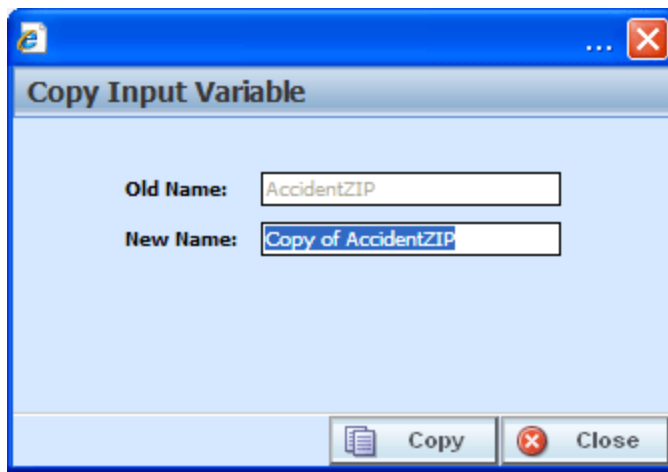 ...
Copy Input Variable
Old Name: AccidentZIP
New Name: Copy of AccidentZIP
Copy Close